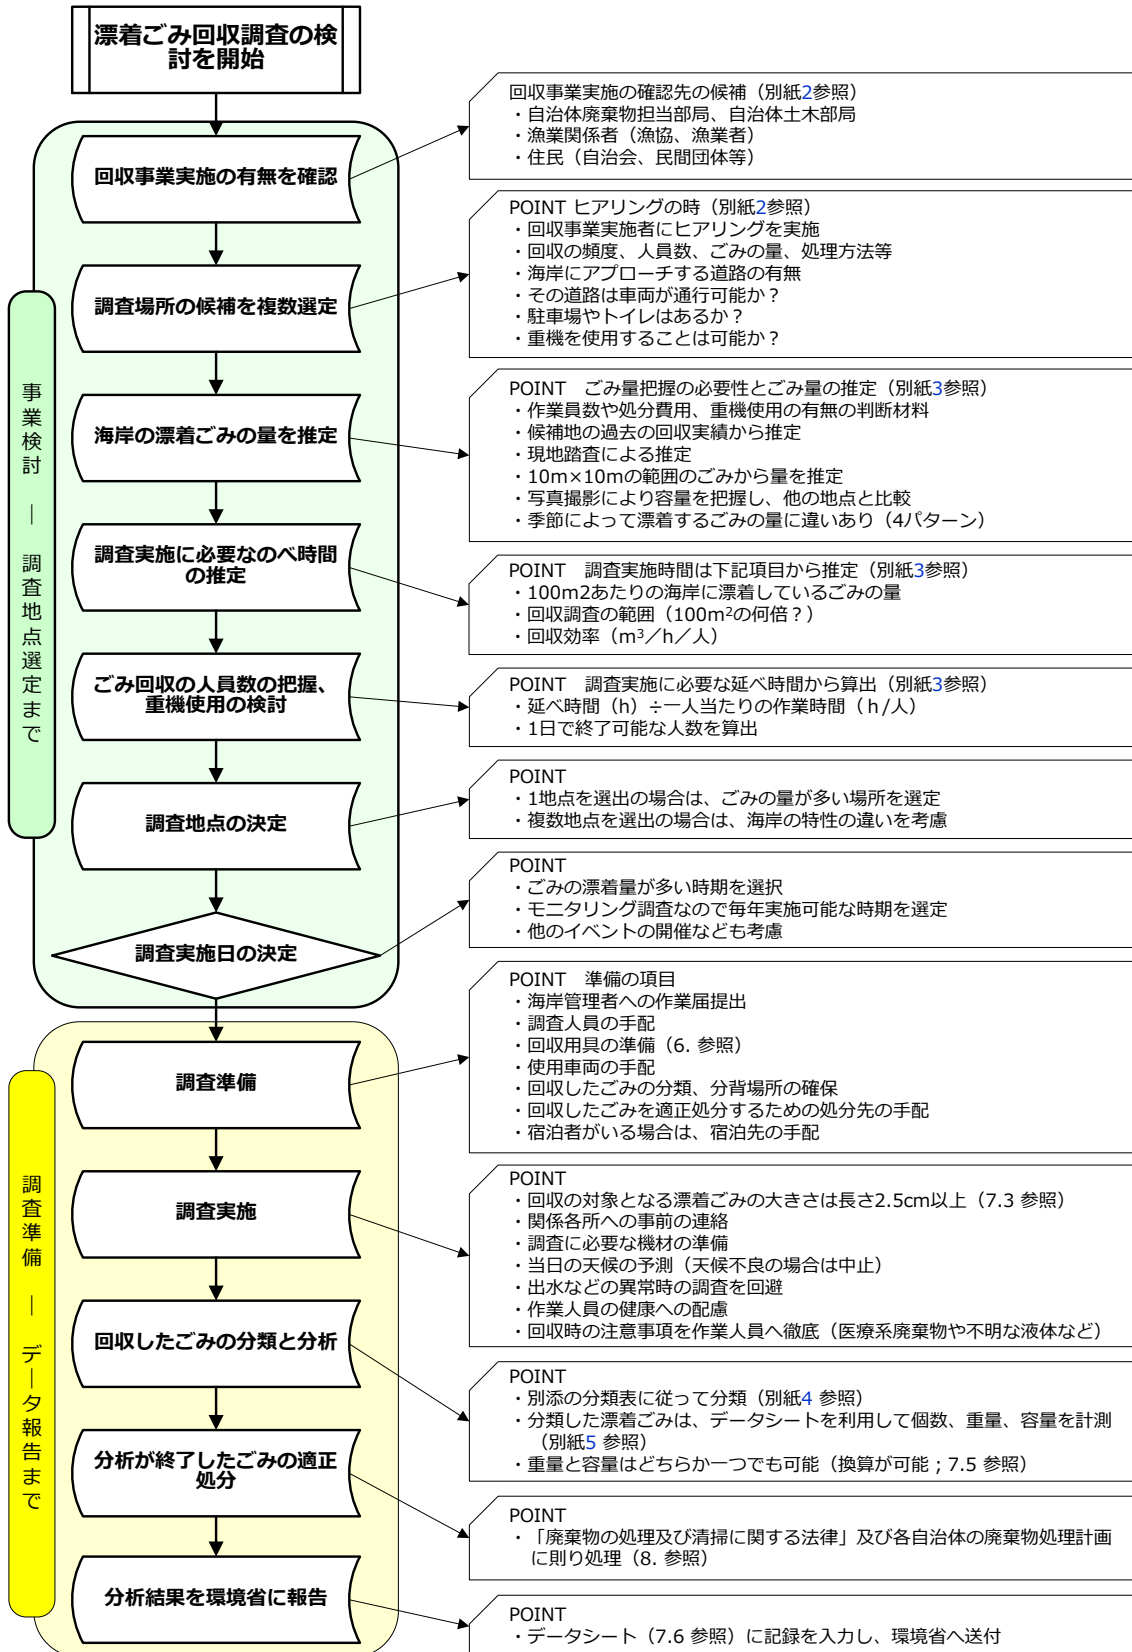 漂着ごみ回収調査の検
討を開始
回収事業実施の有無を確認
回収事業実施の確認先の候補（別紙2参照）
・自治体廃棄物担当部局、自治体土木部局
・漁業関係者（漁協、漁業者）
・住民（自治会、民間団体等）
調査場所の候補を複数選定
POINT ヒアリングの時（別紙2参照）
・回収事業実施者にヒアリングを実施
・回収の頻度、人員数、ごみの量、処理方法等
・海岸にアプローチする道路の有無
・その道路は車両が通行可能か？
・駐車場やトイレはあるか？
・重機を使用することは可能か？
事業検討 ― 調査地点選定まで
海岸の漂着ごみの量を推定
POINT　ごみ量把握の必要性とごみ量の推定（別紙3参照）
・作業員数や処分費用、重機使用の有無の判断材料
・候補地の過去の回収実績から推定
・現地踏査による推定
・10m×10mの範囲のごみから量を推定
・写真撮影により容量を把握し、他の地点と比較
・季節によって漂着するごみの量に違いあり（4パターン）
調査実施に必要なのべ時間
の推定
POINT　調査実施時間は下記項目から推定（別紙3参照）
・100m2あたりの海岸に漂着しているごみの量
・回収調査の範囲（100m²の何倍？）
・回収効率（m³／h／人）
ごみ回収の人員数の把握、
重機使用の検討
POINT　調査実施に必要な延べ時間から算出（別紙3参照）
・延べ時間（h）÷一人当たりの作業時間（ｈ/人）
・1日で終了可能な人数を算出
調査地点の決定
POINT
・1地点を選出の場合は、ごみの量が多い場所を選定
・複数地点を選出の場合は、海岸の特性の違いを考慮
調査実施日の決定
POINT
・ごみの漂着量が多い時期を選択
・モニタリング調査なので毎年実施可能な時期を選定
・他のイベントの開催なども考慮
調査準備
POINT　準備の項目
・海岸管理者への作業届提出
・調査人員の手配
・回収用具の準備（6. 参照）
・使用車両の手配
・回収したごみの分類、分背場所の確保
・回収したごみを適正処分するための処分先の手配
・宿泊者がいる場合は、宿泊先の手配
調査準備 ― データ報告まで
調査実施
POINT
・回収の対象となる漂着ごみの大きさは長さ2.5cm以上（7.3 参照）
・関係各所への事前の連絡
・調査に必要な機材の準備
・当日の天候の予測（天候不良の場合は中止）
・出水などの異常時の調査を回避
・作業人員の健康への配慮
・回収時の注意事項を作業人員へ徹底（医療系廃棄物や不明な液体など）
回収したごみの分類と分析
POINT
・別添の分類表に従って分類（別紙4 参照）
・分類した漂着ごみは、データシートを利用して個数、重量、容量を計測
（別紙5 参照）
・重量と容量はどちらか一つでも可能（換算が可能；7.5 参照）
分析が終了したごみの適正
処分
POINT
・「廃棄物の処理及び清掃に関する法律」及び各自治体の廃棄物処理計画
に則り処理（8. 参照）
分析結果を環境省に報告
POINT
・データシート（7.6 参照）に記録を入力し、環境省へ送付